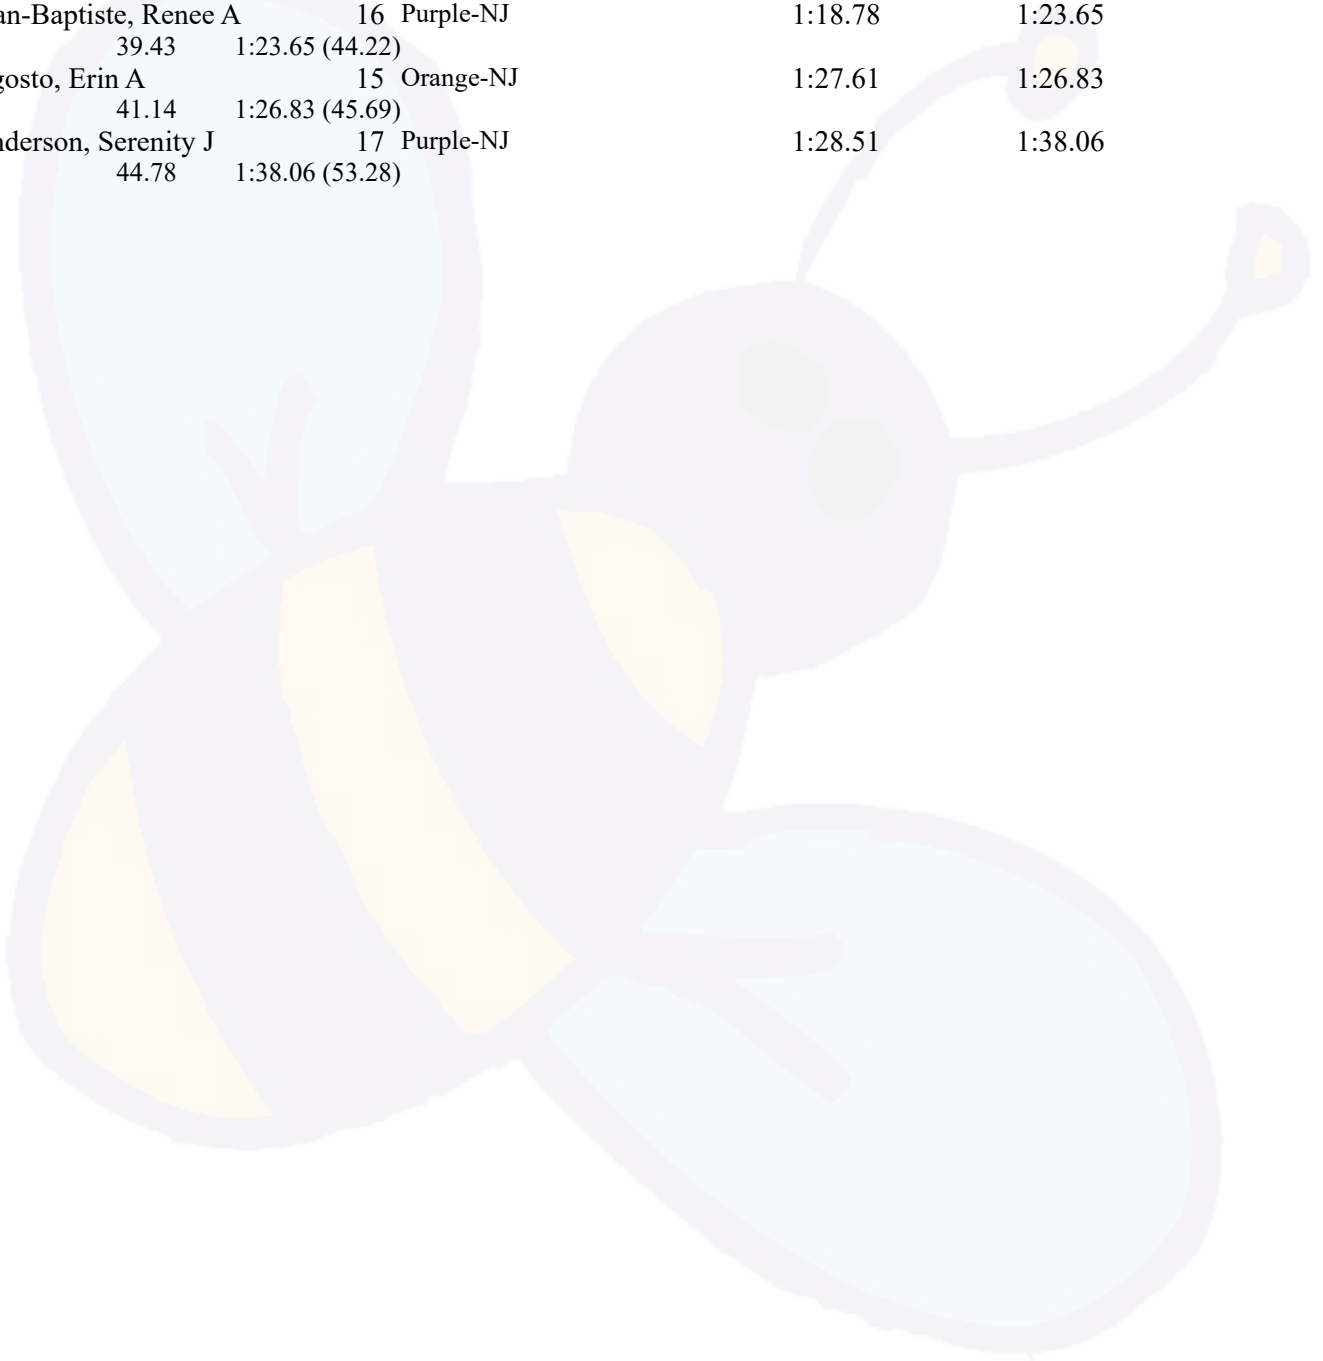 an-Baptiste, Renee A 16 Purple-NJ 1:18.78 1:23.65
39.43 1:23.65 (44.22)
gosto, Erin A 15 Orange-NJ 1:27.61 1:26.83
41.14 1:26.83 (45.69)
nderson, Serenity J 17 Purple-NJ 1:28.51 1:38.06
44.78 1:38.06 (53.28)